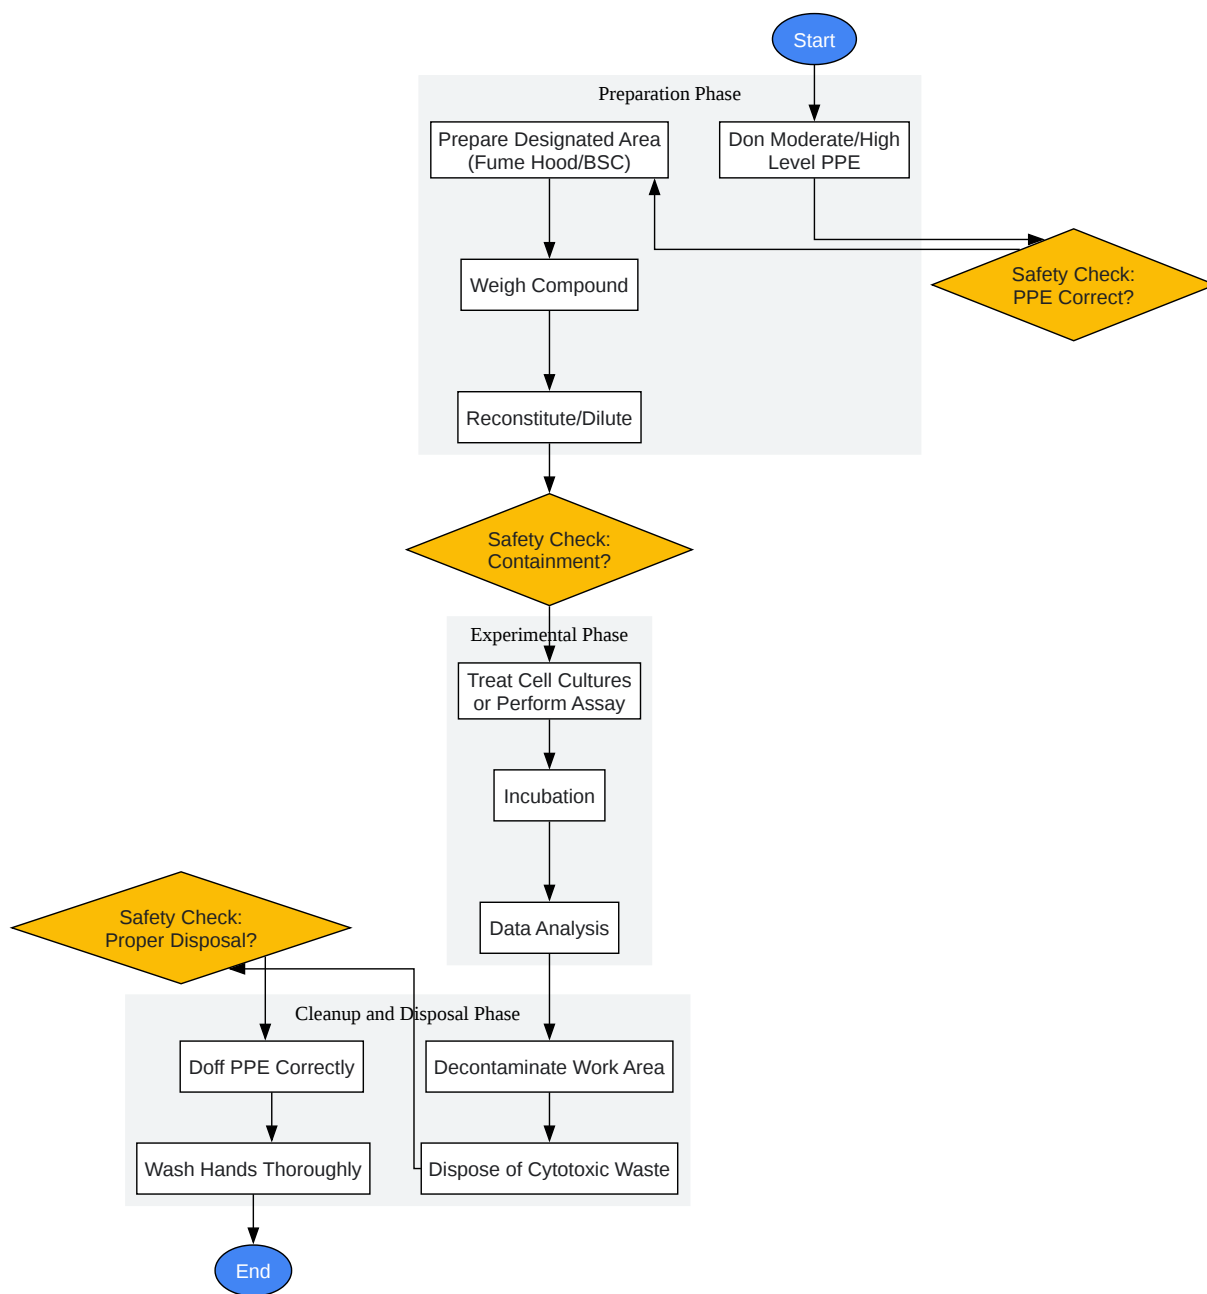 Start
Preparation Phase
Prepare Designated Area
(Fume Hood/BSC)
Don Moderate/High
Level PPE
Safety Check:
PPE Correct?
Weigh Compound
Reconstitute/Dilute
Safety Check:
Containment?
Experimental Phase
Treat Cell Cultures
or Perform Assay
Incubation
Data Analysis
Safety Check:
Proper Disposal?
Cleanup and Disposal Phase
Doff PPE Correctly
Decontaminate Work Area
Wash Hands Thoroughly
Dispose of Cytotoxic Waste
End